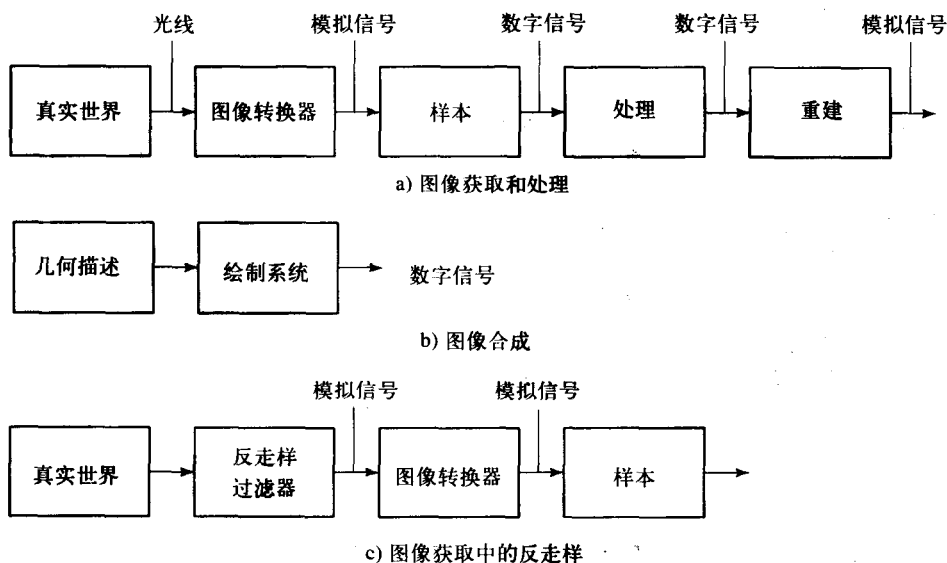 光线 模拟信号 数字信号 数字信号 模拟信号
真实世界 图像转换器 样本 处理 重建
a) 图像获取和处理
几何描述 绘制系统 数字信号
b) 图像合成
模拟信号 模拟信号
真实世界 反走样 图像转换器 样本
过滤器
c) 图像获取中的反走样